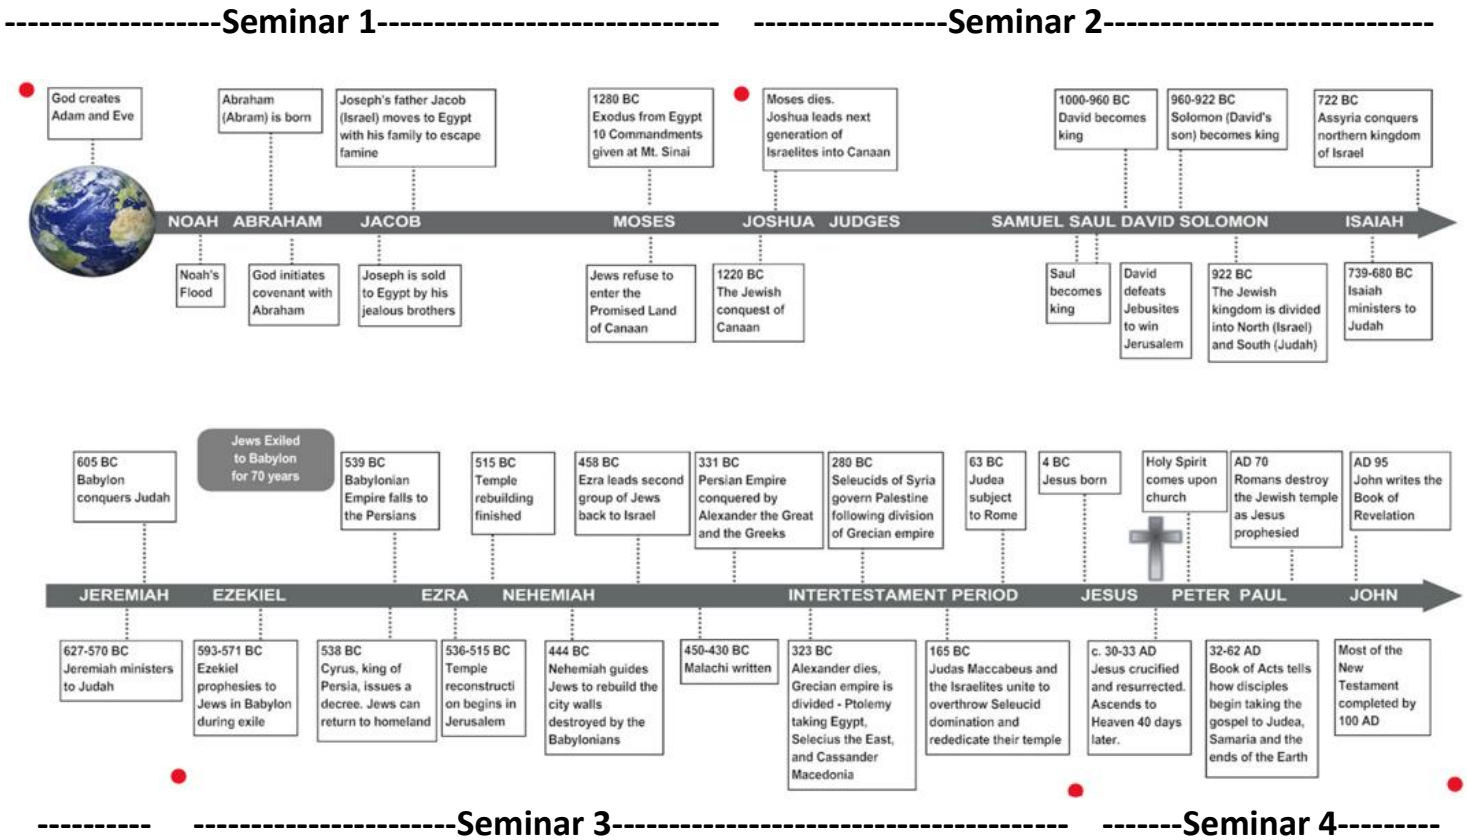 -------------------Seminar 1------------------------------ -----------------Seminar 2-----------------------------
God creates
Adam and Eve
Abraham
(Abram) is born
Joseph's father Jacob
(Israel) moves to Egypt
with his family to escape
famine
1280 BC
Exodus from Egypt
10 Commandments
given at Mt. Sinai
Moses dies.
Joshua leads next
generation of
Israelites into Canaan
1000-960 BC
David becomes
king
960-922 BC
Solomon (David's
son) becomes king
722 BC
Assyria conquers
northern kingdom
of Israel
NOAH ABRAHAM JACOB MOSES JOSHUA JUDGES SAMUEL SAUL DAVID SOLOMON ISAIAH
Noah's
Flood
God initiates
covenant with
Abraham
Joseph is sold
to Egypt by his
jealous brothers
Jews refuse to
enter the
Promised Land
of Canaan
1220 BC
The Jewish
conquest of
Canaan
Saul
becomes
king
David
defeats
Jebusites
to win
Jerusalem
922 BC
The Jewish
kingdom is divided
into North (Israel)
and South (Judah)
739-680 BC
Isaiah
ministers to
Judah
605 BC
Babylon
conquers Judah
Jews Exiled
to Babylon
for 70 years
539 BC
Babylonian
Empire falls to
the Persians
515 BC
Temple
rebuilding
finished
458 BC
Ezra leads second
group of Jews
back to Israel
331 BC
Persian Empire
conquered by
Alexander the Great
and the Greeks
280 BC
Seleucids of Syria
govern Palestine
following division
of Grecian empire
63 BC
Judea
subject
to Rome
4 BC
Jesus born
Holy Spirit
comes upon
church
AD 70
Romans destroy
the Jewish temple
as Jesus
prophesied
AD 95
John writes the
Book of
Revelation
JEREMIAH EZEKIEL EZRA NEHEMIAH INTERTESTAMENT PERIOD JESUS PETER PAUL JOHN
627-570 BC
Jeremiah ministers
to Judah
593-571 BC
Ezekiel
prophesies to
Jews in Babylon
during exile
538 BC
Cyrus, king of
Persia, issues a
decree. Jews can
return to homeland
536-515 BC
Temple
reconstructi
on begins in
Jerusalem
444 BC
Nehemiah guides
Jews to rebuild the
city walls
destroyed by the
Babylonians
450-430 BC
Malachi written
323 BC
Alexander dies,
Grecian empire is
divided - Ptolemy
taking Egypt,
Selecius the East,
and Cassander
Macedonia
165 BC
Judas Maccabeus and
the Israelites unite to
overthrow Seleucid
domination and
rededicate their temple
c. 30-33 AD
Jesus crucified
and resurrected.
Ascends to
Heaven 40 days
later.
32-62 AD
Book of Acts tells
how disciples
begin taking the
gospel to Judea,
Samaria and the
ends of the Earth
Most of the
New
Testament
completed by
100 AD
---------- -----------------------Seminar 3---------------------------------------- -------Seminar 4---------